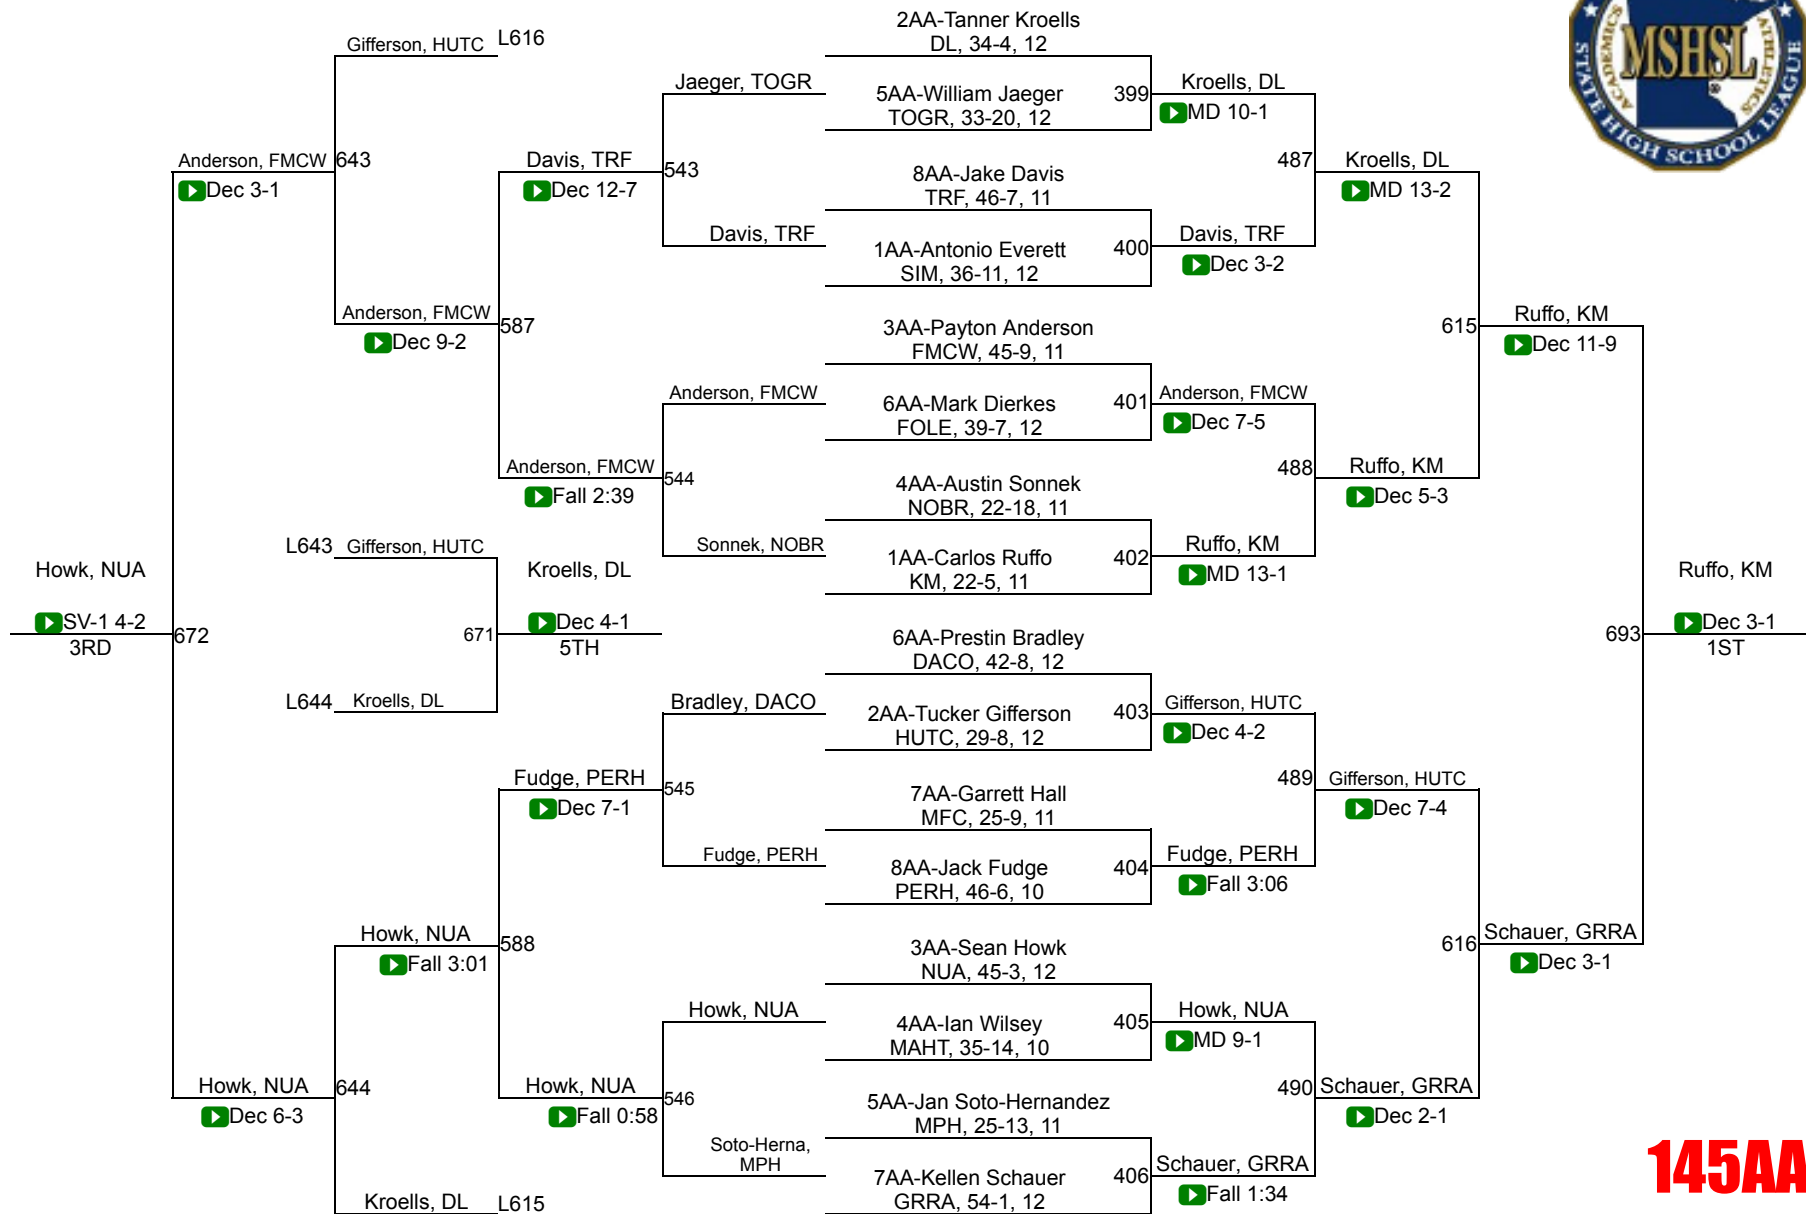 2AA-Tanner Kroells
DL, 34-4, 12
5AA-William Jaeger
TOGR, 33-20, 12
399
8AA-Jake Davis
TRF, 46-7, 11
1AA-Antonio Everett
SIM, 36-11, 12
400
3AA-Payton Anderson
FMCW, 45-9, 11
6AA-Mark Dierkes
FOLE, 39-7, 12
401
4AA-Austin Sonnek
NOBR, 22-18, 11
1AA-Carlos Ruffo
KM, 22-5, 11
402
6AA-Prestin Bradley
DACO, 42-8, 12
2AA-Tucker Gifferson
HUTC, 29-8, 12
403
7AA-Garrett Hall
MFC, 25-9, 11
8AA-Jack Fudge
PERH, 46-6, 10
404
3AA-Sean Howk
NUA, 45-3, 12
4AA-Ian Wilsey
MAHT, 35-14, 10
405
5AA-Jan Soto-Hernandez
MPH, 25-13, 11
7AA-Kellen Schauer
GRRA, 54-1, 12
406
Kroells, DL
MD 10-1
487
Davis, TRF
Dec 3-2
Anderson, FMCW
Dec 7-5
488
Ruffo, KM
MD 13-1
Gifferson, HUTC
Dec 4-2
489
Fudge, PERH
Fall 3:06
Howk, NUA
MD 9-1
490
Schauer, GRRA
Fall 1:34
Kroells, DL
MD 13-2
615
Ruffo, KM
Dec 5-3
Gifferson, HUTC
Dec 7-4
616
Schauer, GRRA
Dec 2-1
Ruffo, KM
Dec 11-9
693
Schauer, GRRA
Dec 3-1
Ruffo, KM
Dec 3-1
1ST
Jaeger, TOGR
543
Davis, TRF
Anderson, FMCW
544
Sonnek, NOBR
Bradley, DACO
545
Fudge, PERH
Howk, NUA
546
Soto-Herna,
MPH
Davis, TRF
Dec 12-7
587
Anderson, FMCW
Fall 2:39
Fudge, PERH
Dec 7-1
588
Howk, NUA
Fall 0:58
Gifferson, HUTC L616
643
Anderson, FMCW
Dec 9-2
Howk, NUA
Fall 3:01
644
Kroells, DL L615
Anderson, FMCW
Dec 3-1
672
Howk, NUA
Dec 6-3
Howk, NUA
SV-1 4-2
3RD
L643 Gifferson, HUTC
671
L644 Kroells, DL
Kroells, DL
Dec 4-1
5TH
MSHSL
ACADEMICS
ATHLETICS
STATE HIGH SCHOOL LEAGUE
145AA